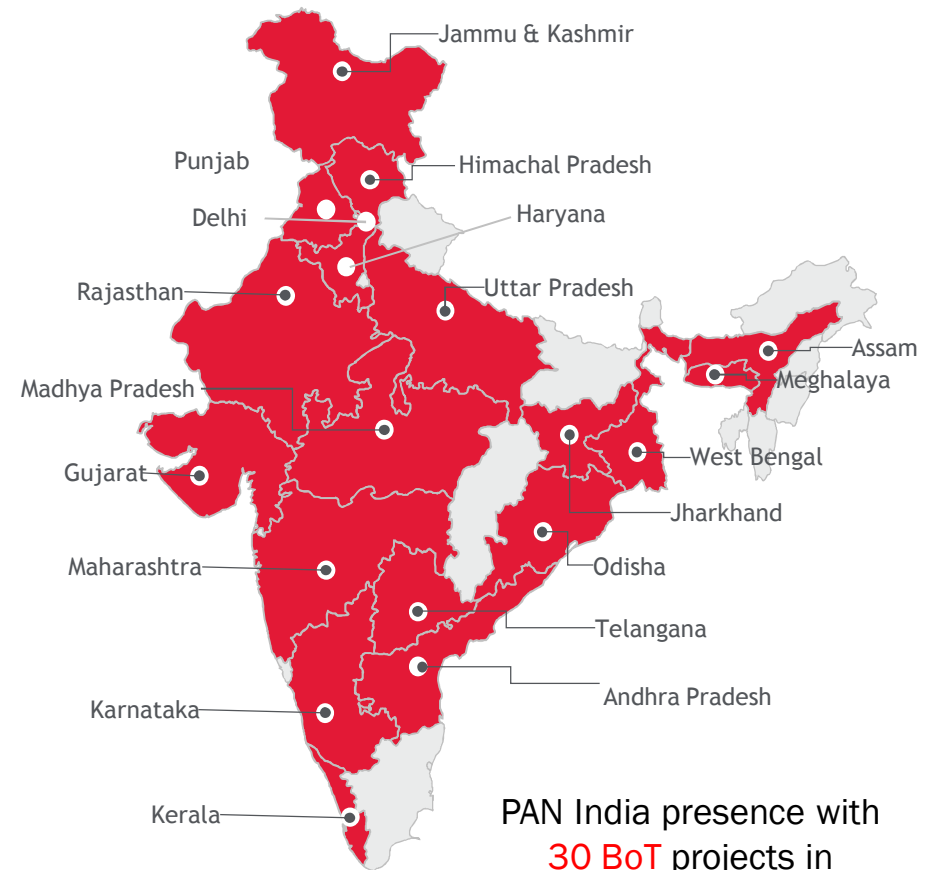 Jammu & Kashmir
Punjab
Himachal Pradesh
Delhi
Haryana
Rajasthan
Uttar Pradesh
Assam
Madhya Pradesh
Meghalaya
West Bengal
Gujarat
Jharkhand
Maharashtra
Odisha
Telangana
Andhra Pradesh
Karnataka
Kerala
PAN India presence with
30 BoT projects in